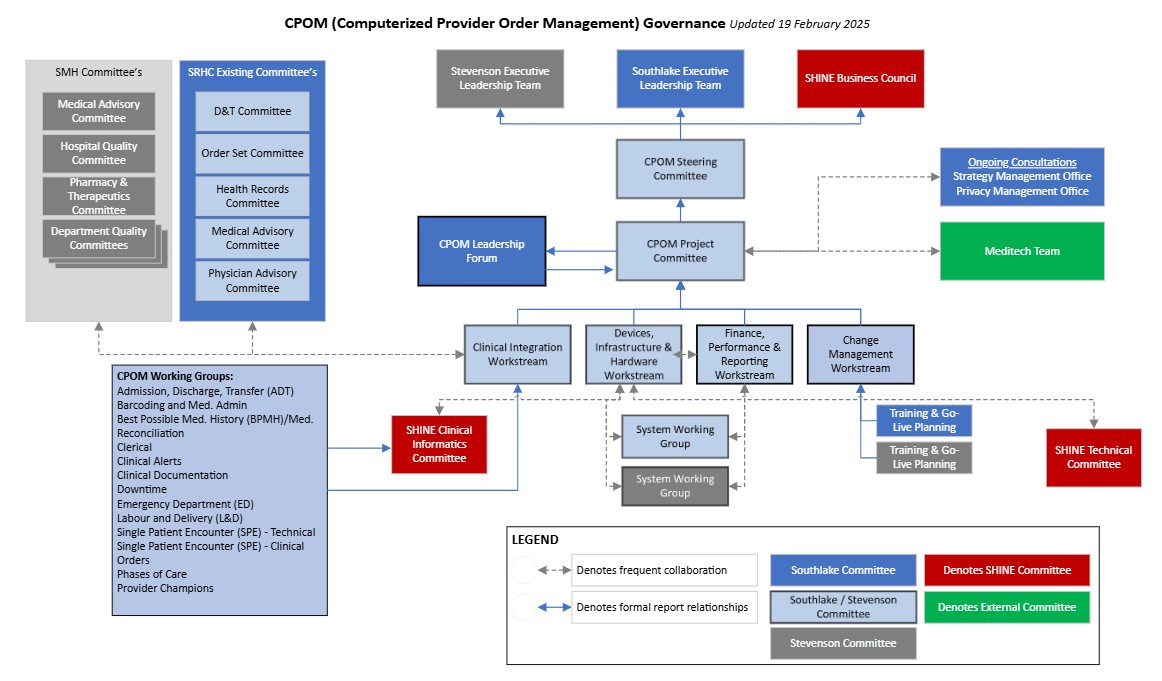 CPOM (Computerized Provider Order Management) Governance Updated 19 February 2025
SMH Committee's
Medical Advisory
Committee
Hospital Quality
Committee
Pharmacy &
Therapeutics
Committee
Department Quality
Committees
SRHC Existing Committee's
D&T Committee
Order Set Committee
Health Records
Committee
Medical Advisory
Committee
Physician Advisory
Committee
Stevenson Executive
Leadership Team
Southlake Executive
Leadership Team
SHINE Business Council
CPOM Steering
Committee
Ongoing Consultations
Strategy Management Office
Privacy Management Office
CPOM Leadership
Forum
CPOM Project
Committee
Meditech Team
Clinical Integration
Workstream
Devices,
Infrastructure &
Hardware
Workstream
Finance,
Performance &
Reporting
Workstream
Change
Management
Workstream
CPOM Working Groups:
Admission, Discharge, Transfer (ADT)
Barcoding and Med. Admin
Best Possible Med. History (BPMH)/Med.
Reconciliation
Clerical
Clinical Alerts
Clinical Documentation
Downtime
Emergency Department (ED)
Labour and Delivery (L&D)
Single Patient Encounter (SPE) - Technical
Single Patient Encounter (SPE) - Clinical
Orders
Phases of Care
Provider Champions
SHINE Clinical
Informatics
Committee
System Working
Group
System Working
Group
Training & Go-
Live Planning
Training & Go-
Live Planning
SHINE Technical
Committee
LEGEND
Denotes frequent collaboration
Denotes formal report relationships
Southlake Committee
Southlake / Stevenson
Committee
Stevenson Committee
Denotes SHINE Committee
Denotes External Committee